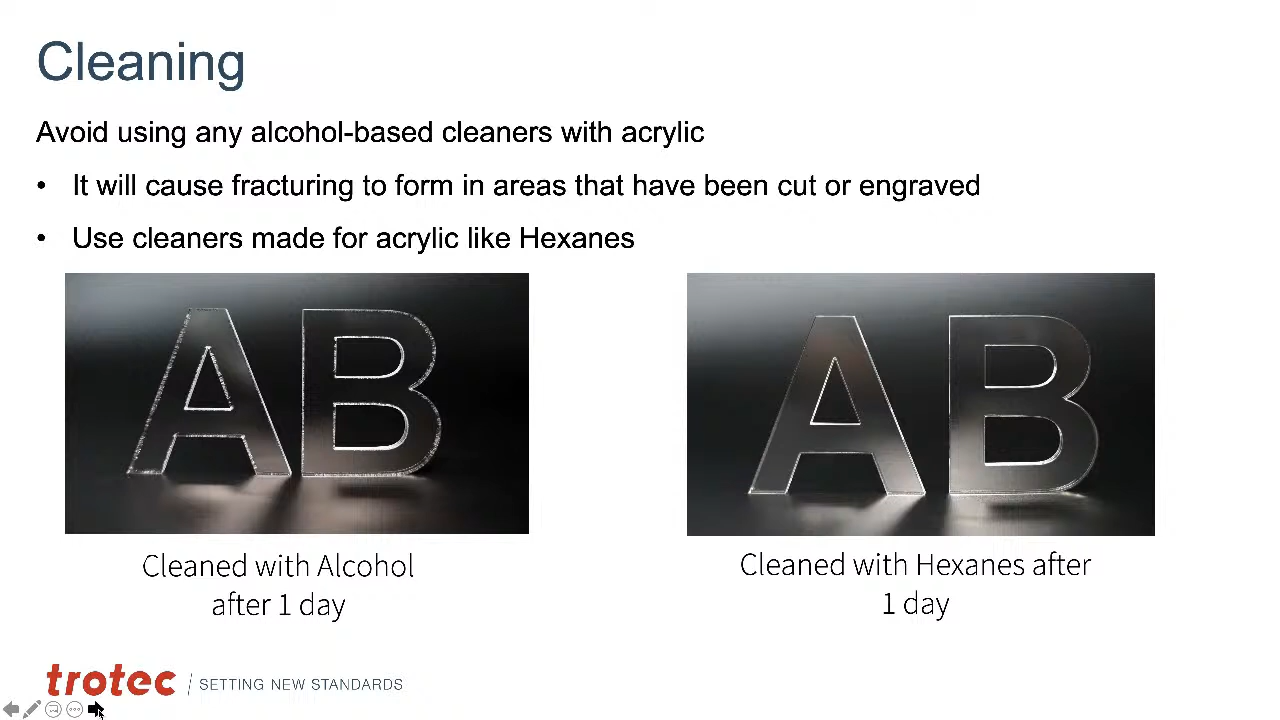 Cleaning
Avoid using any alcohol-based cleaners with acrylic
• It will cause fracturing to form in areas that have been cut or engraved
• Use cleaners made for acrylic like Hexanes
AB
AB
Cleaned with Alcohol
after 1 day
Cleaned with Hexanes after
1 day
trotec / SETTING NEW STANDARDS